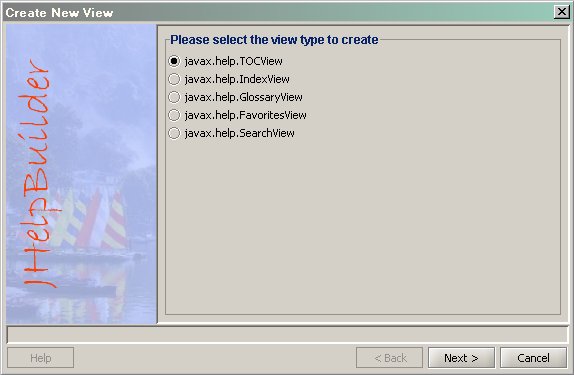 Create New View
JHelpBuilder
Please select the view type to create
javax.help.TOCView
javax.help.IndexView
javax.help.GlossaryView
javax.help.FavoritesView
javax.help.SearchView
Help
< Back
Next >
Cancel